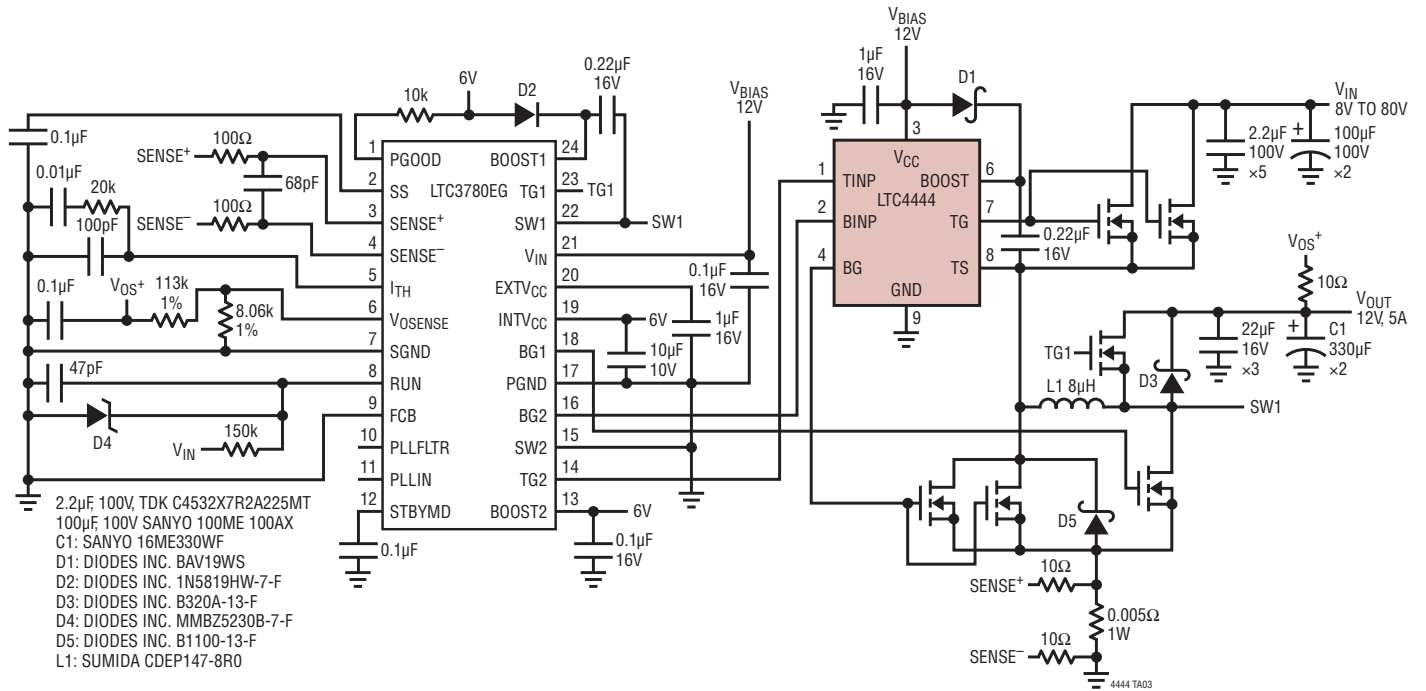 VBIAS
12V
1µF
16V
D1
3
VCC
LTC4444
1
TINP
2
BINP
4
BG
6
BOOST
7
TG
8
TS
GND
9
0.22µF
16V
VIN
8V TO 80V
2.2µF
100V
×5
+
100µF
100V
×2
6V
10k
D2
0.22µF
16V
VBIAS
12V
0.1µF
SENSE+
100Ω
68pF
SENSE–
100Ω
0.01µF
20k
100pF
0.1µF
VOS+
113k
1%
8.06k
1%
47pF
D4
VIN
150k
LTC3780EG
1
PGOOD
2
SS
3
SENSE+
4
SENSE–
5
ITH
6
VOSENSE
7
SGND
8
RUN
9
FCB
10
PLLFLTR
11
PLLIN
12
STBYMD
0.1µF
24
BOOST1
23
TG1
TG1
22
SW1
SW1
21
VIN
20
EXTVCC
19
INTVCC
6V
18
BG1
17
PGND
16
BG2
15
SW2
14
TG2
13
BOOST2
6V
0.1µF
16V
0.1µF
16V
1µF
16V
10µF
10V
VOS+
10Ω
VOUT
12V, 5A
TG1
D3
22µF
16V
×3
+
C1
330µF
×2
L1 8µH
SW1
D5
SENSE+
10Ω
0.005Ω
1W
SENSE–
10Ω
4444 TA03
2.2µF, 100V, TDK C4532X7R2A225MT
100µF, 100V SANYO 100ME 100AX
C1: SANYO 16ME330WF
D1: DIODES INC. BAV19WS
D2: DIODES INC. 1N5819HW-7-F
D3: DIODES INC. B320A-13-F
D4: DIODES INC. MMBZ5230B-7-F
D5: DIODES INC. B1100-13-F
L1: SUMIDA CDEP147-8R0